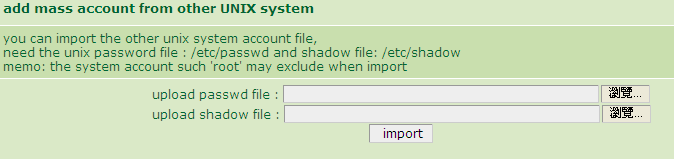 add mass account from other UNIX system
you can import the other unix system account file,
need the unix password file : /etc/passwd and shadow file: /etc/shadow
memo: the system account such 'root' may exclude when import
upload passwd file : 瀏覽...
upload shadow file : 瀏覽...
import